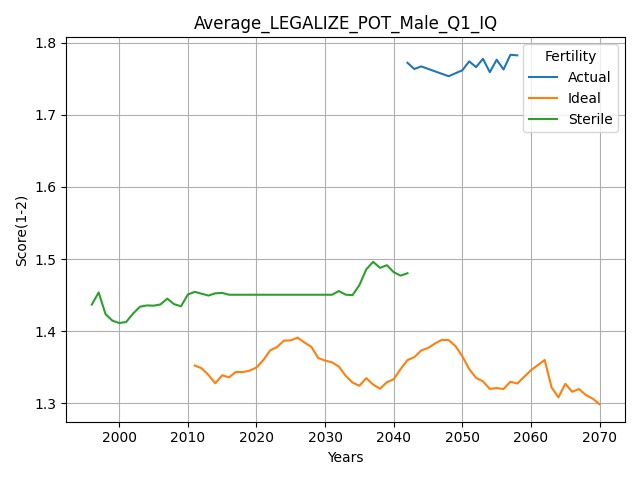 Average_LEGALIZE_POT_Male_Q1_IQ
Score(1-2)
1.8
1.7
1.6
1.5
1.4
1.3
Fertility
Actual
Ideal
Sterile
2000 2010 2020 2030 2040 2050 2060 2070
Years